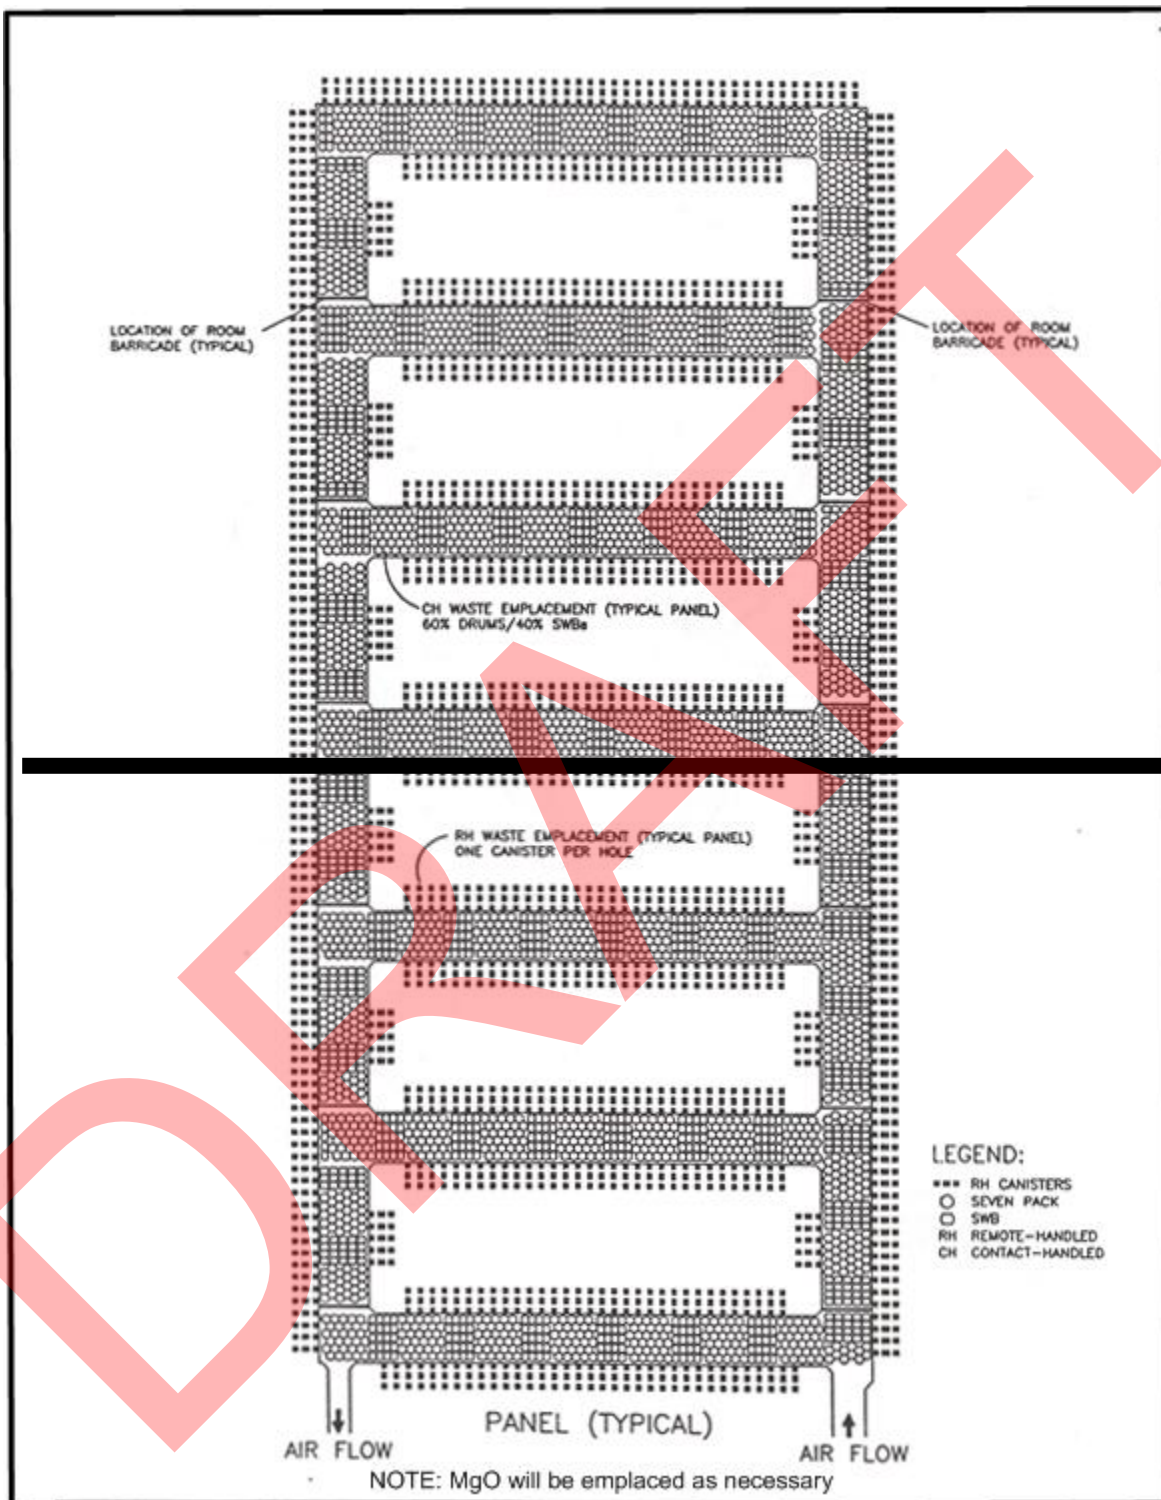 LOCATION OF ROOM
BARRICADE (TYPICAL)
LOCATION OF ROOM
BARRICADE (TYPICAL)
CH WASTE EMPLACEMENT (TYPICAL PANEL)
60% DRUMS/40% SWBs
RH WASTE EMPLACEMENT (TYPICAL PANEL)
ONE CANISTER PER HOLE
DRAFT
LEGEND:
RH CANISTERS
SEVEN PACK
SWB
RH REMOTE-HANDLED
CH CONTACT-HANDLED
PANEL (TYPICAL)
AIR FLOW
AIR FLOW
NOTE: MgO will be emplaced as necessary